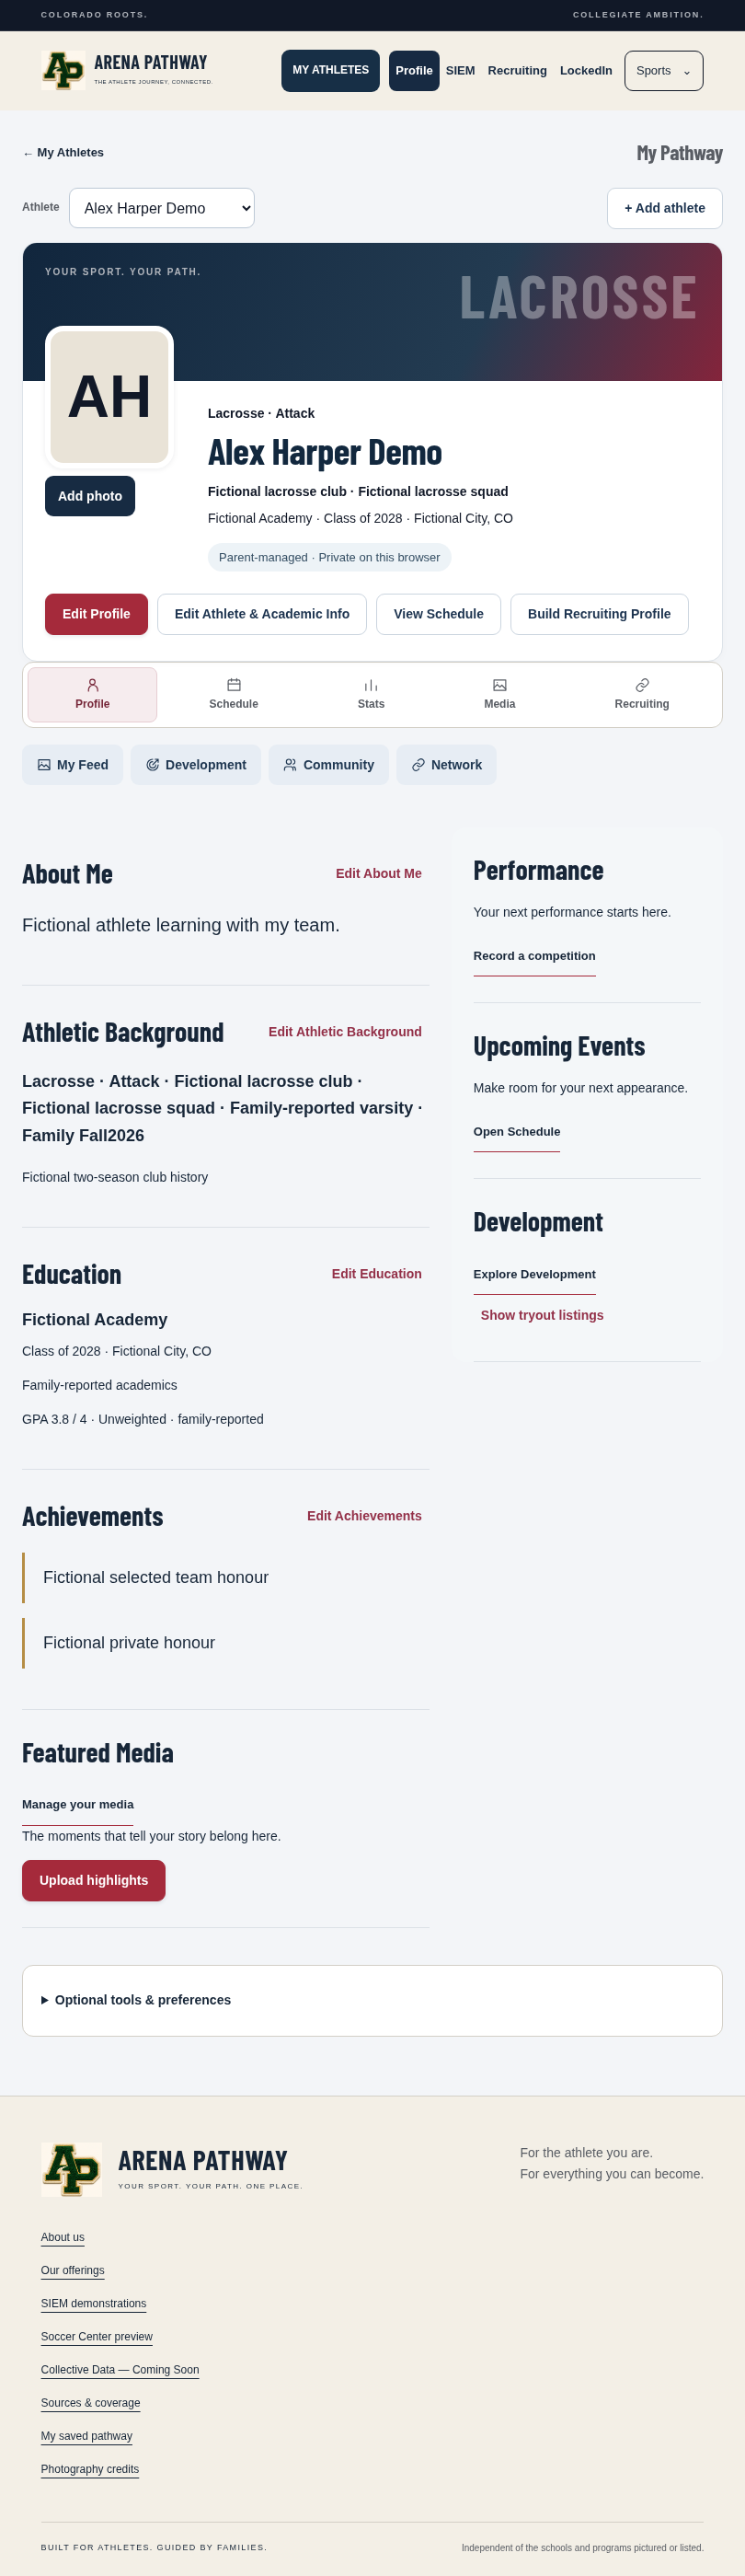 COLORADO ROOTS.
COLLEGIATE AMBITION.
AP
ARENA PATHWAY
THE ATHLETE JOURNEY, CONNECTED.
MY ATHLETES
Profile
SIEM
Recruiting
LockedIn
Sports
← My Athletes
My Pathway
Athlete
Alex Harper Demo
+ Add athlete
YOUR SPORT. YOUR PATH.
LACROSSE
AH
Add photo
Lacrosse · Attack
Alex Harper Demo
Fictional lacrosse club · Fictional lacrosse squad
Fictional Academy · Class of 2028 · Fictional City, CO
Parent-managed · Private on this browser
Edit Profile
Edit Athlete & Academic Info
View Schedule
Build Recruiting Profile
Profile
Schedule
Stats
Media
Recruiting
My Feed
Development
Community
Network
About Me
Edit About Me
Fictional athlete learning with my team.
Athletic Background
Edit Athletic Background
Lacrosse · Attack · Fictional lacrosse club ·
Fictional lacrosse squad · Family-reported varsity ·
Family Fall2026
Fictional two-season club history
Education
Edit Education
Fictional Academy
Class of 2028 · Fictional City, CO
Family-reported academics
GPA 3.8 / 4 · Unweighted · family-reported
Achievements
Edit Achievements
Fictional selected team honour
Fictional private honour
Featured Media
Manage your media
The moments that tell your story belong here.
Upload highlights
Performance
Your next performance starts here.
Record a competition
Upcoming Events
Make room for your next appearance.
Open Schedule
Development
Explore Development
Show tryout listings
Optional tools & preferences
AP
ARENA PATHWAY
YOUR SPORT. YOUR PATH. ONE PLACE.
For the athlete you are.
For everything you can become.
About us
Our offerings
SIEM demonstrations
Soccer Center preview
Collective Data — Coming Soon
Sources & coverage
My saved pathway
Photography credits
BUILT FOR ATHLETES. GUIDED BY FAMILIES.
Independent of the schools and programs pictured or listed.